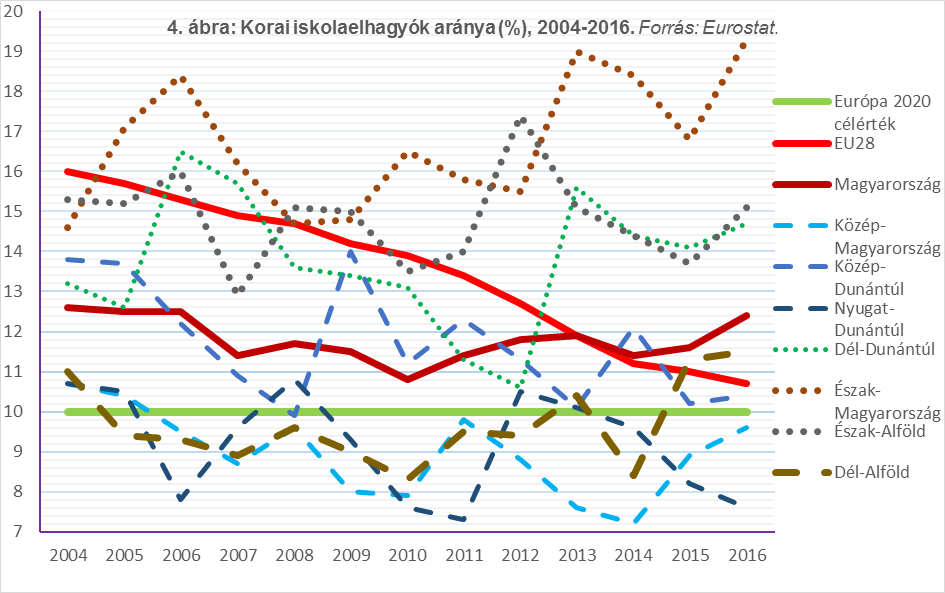 4. ábra: Korai iskolaelhagyók aránya (%), 2004-2016. Forrás: Eurostat.
20
19
18
17
16
15
14
13
12
11
10
9
8
7
2004 2005 2006 2007 2008 2009 2010 2011 2012 2013 2014 2015 2016
Európa 2020
célérték
EU28
Magyarország
Közép-
Magyarország
Közép-
Dunántúl
Nyugat-
Dunántúl
Dél-Dunántúl
Észak-
Magyarország
Észak-Alföld
Dél-Alföld